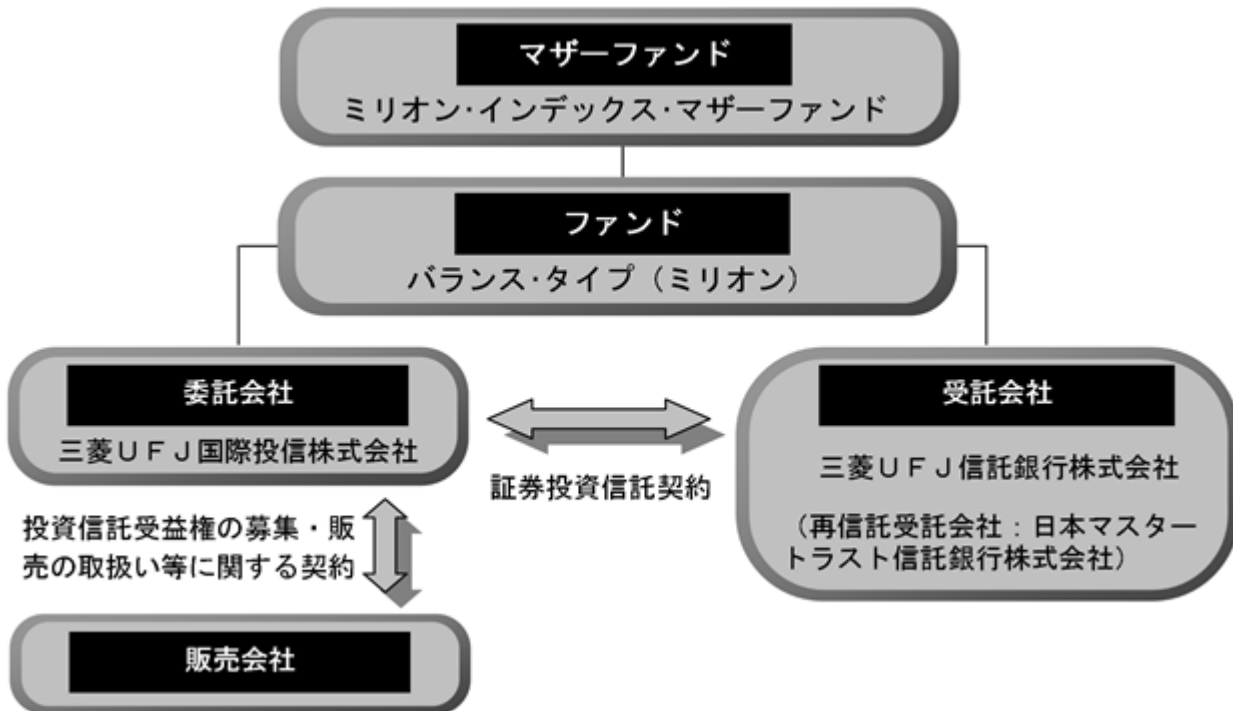 マザーファンド
ミリオン・インデックス・マザーファンド
ファンド
バランス・タイプ（ミリオン）
委託会社
三菱ＵＦＪ国際投信株式会社
証券投資信託契約
受託会社
三菱ＵＦＪ信託銀行株式会社
（再信託受託会社：日本マスター
トラスト信託銀行株式会社）
投資信託受益権の募集・販
売の取扱い等に関する契約
販売会社